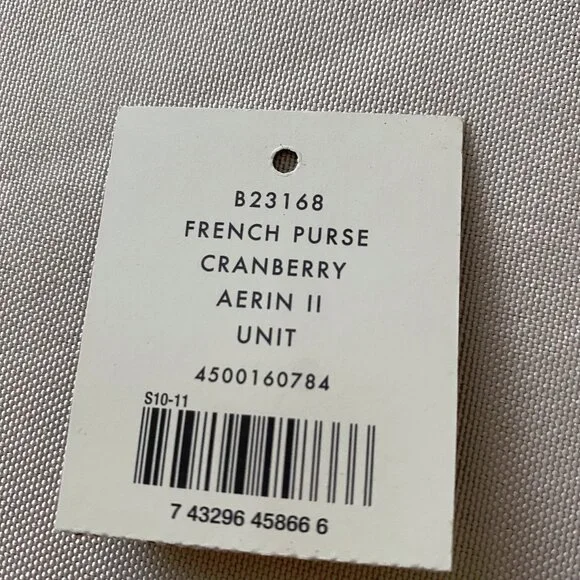 B23168
FRENCH PURSE
CRANBERRY
AERIN II
UNIT
4500160784
S10-11
7 43296 45866 6